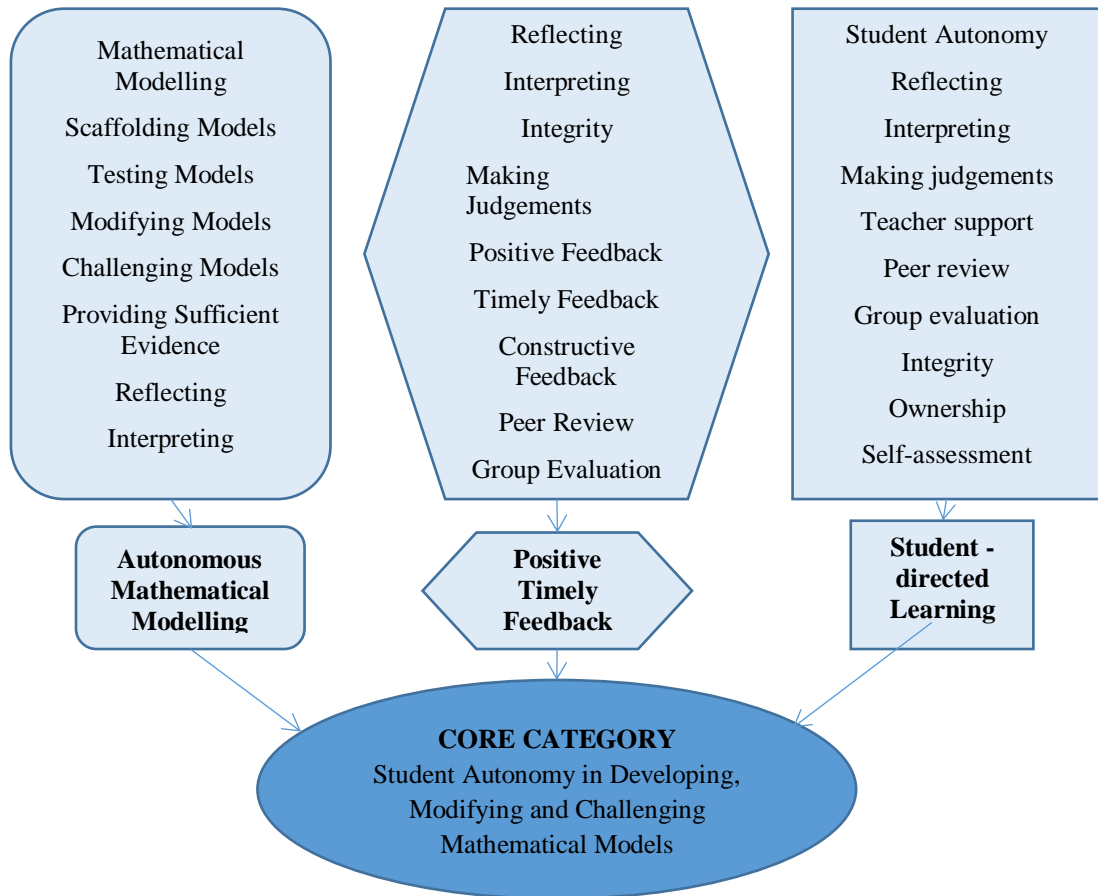 Mathematical
Modelling
Scaffolding Models
Testing Models
Modifying Models
Challenging Models
Providing Sufficient
Evidence
Reflecting
Interpreting
Reflecting
Interpreting
Integrity
Making
Judgements
Positive Feedback
Timely Feedback
Constructive
Feedback
Peer Review
Group Evaluation
Student Autonomy
Reflecting
Interpreting
Making judgements
Teacher support
Peer review
Group evaluation
Integrity
Ownership
Self-assessment
Autonomous
Mathematical
Modelling
Positive
Timely
Feedback
Student -
directed
Learning
CORE CATEGORY
Student Autonomy in Developing,
Modifying and Challenging
Mathematical Models